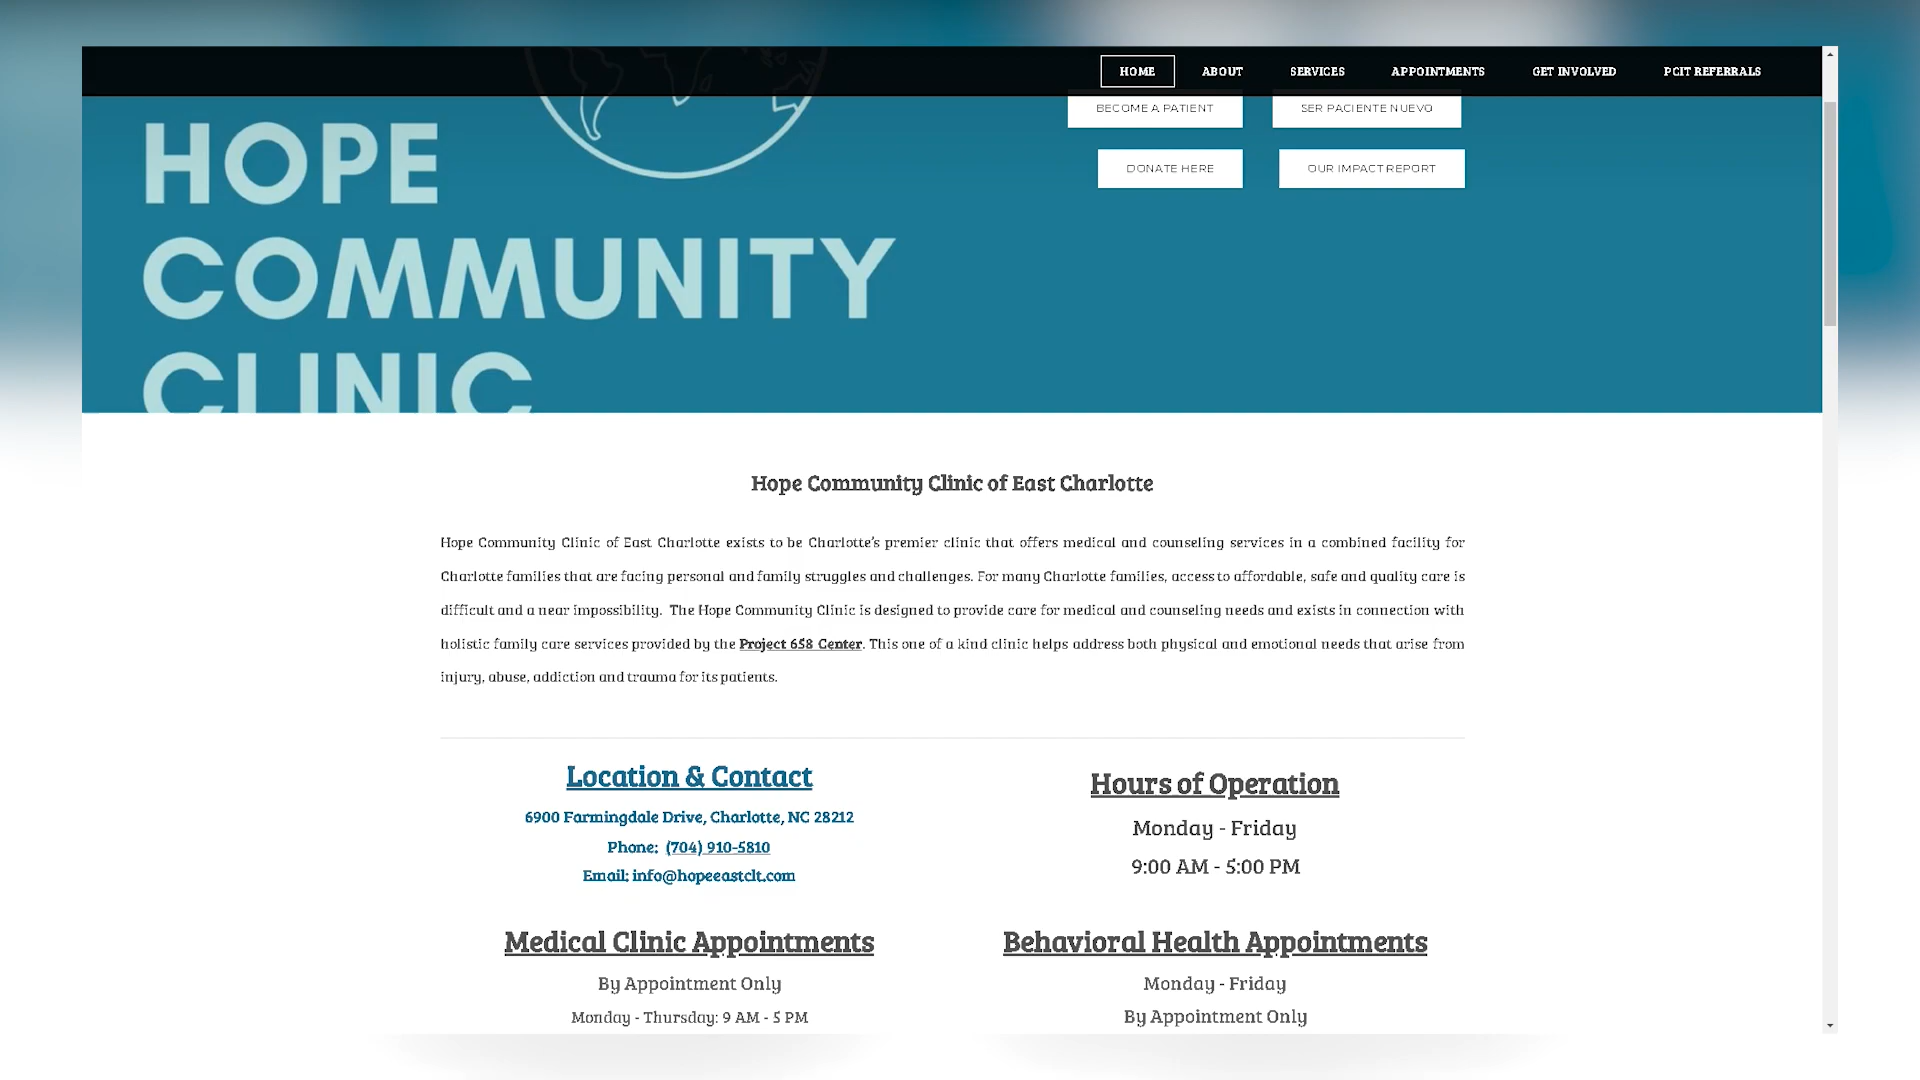 HOME ABOUT SERVICES APPOINTMENTS GET INVOLVED PCIT REFERRALS
BECOME A PATIENT SER PACIENTE NUEVO
DONATE HERE OUR IMPACT REPORT
HOPE
COMMUNITY
CLINIC
Hope Community Clinic of East Charlotte
Hope Community Clinic of East Charlotte exists to be Charlotte's premier clinic that offers medical and counseling services in a combined facility for
Charlotte families that are facing personal and family struggles and challenges. For many Charlotte families, access to affordable, safe and quality care is
difficult and a near impossibility. The Hope Community Clinic is designed to provide care for medical and counseling needs and exists in connection with
holistic family care services provided by the Project 658 Center. This one of a kind clinic helps address both physical and emotional needs that arise from
injury, abuse, addiction and trauma for its patients.
Location & Contact
6900 Farmingdale Drive, Charlotte, NC 28212
Phone: (704) 910-5810
Email: info@hopeeastclt.com
Hours of Operation
Monday - Friday
9:00 AM - 5:00 PM
Medical Clinic Appointments
By Appointment Only
Monday - Thursday: 9 AM - 5 PM
Behavioral Health Appointments
Monday - Friday
By Appointment Only